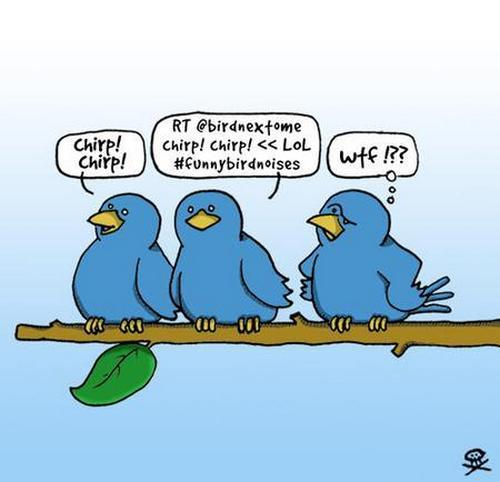 Chirp!
Chirp!
RT @birdnextome
Chirp! Chirp! << LoL
#funnybirdnoises
wtf !??